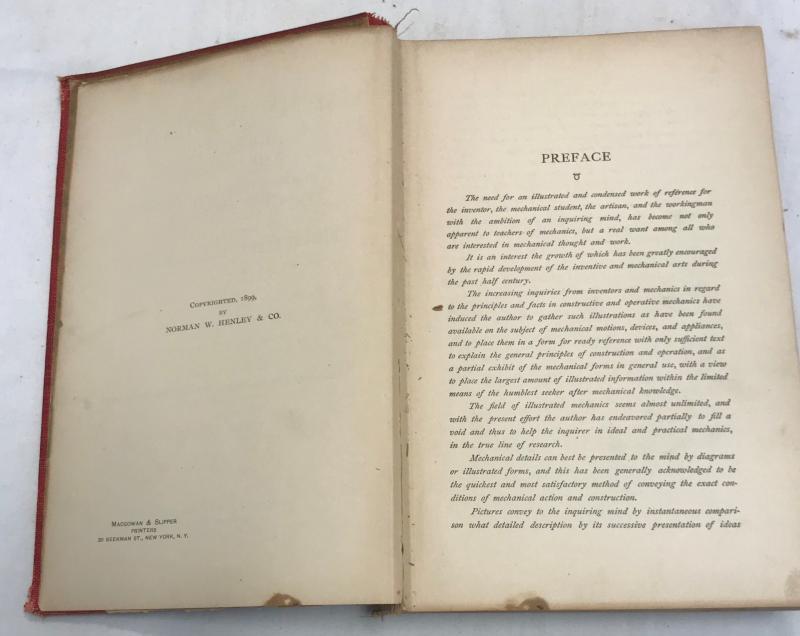 Copyrighted, 1899,
BY
NORMAN W. HENLEY & CO.
MACGOWAN & SLIPPER
PRINTERS
30 BEEKMAN ST., NEW YORK, N. Y.
PREFACE
The need for an illustrated and condensed work of reference for
the inventor, the mechanical student, the artisan, and the workingman
with the ambition of an inquiring mind, has become not only
apparent to teachers of mechanics, but a real want among all who
are interested in mechanical thought and work.
It is an interest the growth of which has been greatly encouraged
by the rapid development of the inventive and mechanical arts during
the past half century.
The increasing inquiries from inventors and mechanics in regard
to the principles and facts in constructive and operative mechanics have
induced the author to gather such illustrations as have been found
available on the subject of mechanical motions, devices, and appliances,
and to place them in a form for ready reference with only sufficient text
to explain the general principles of construction and operation, and as
a partial exhibit of the mechanical forms in general use, with a view
to place the largest amount of illustrated information within the limited
means of the humblest seeker after mechanical knowledge.
The field of illustrated mechanics seems almost unlimited, and
with the present effort the author has endeavored partially to fill a
void and thus to help the inquirer in ideal and practical mechanics,
in the true line of research.
Mechanical details can best be presented to the mind by diagrams
or illustrated forms, and this has been generally acknowledged to be
the quickest and most satisfactory method of conveying the exact con-
ditions of mechanical action and construction.
Pictures convey to the inquiring mind by instantaneous compari-
son what detailed description by its successive presentation of ideas